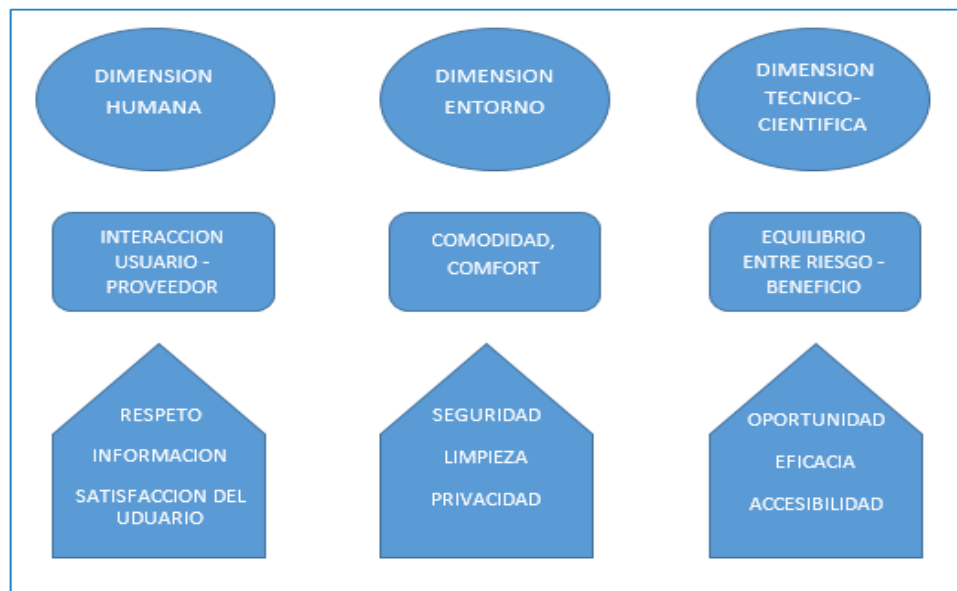 DIMENSION
HUMANA
DIMENSION
ENTORNO
DIMENSION
TECNICO-
CIENTIFICA
INTERACCION
USUARIO -
PROVEEDOR
COMODIDAD,
COMFORT
EQUILIBRIO
ENTRE RIESGO -
BENEFICIO
RESPETO
INFORMACION
SATISFACCION DEL
UDUARIO
SEGURIDAD
LIMPIEZA
PRIVACIDAD
OPORTUNIDAD
EFICACIA
ACCESIBILIDAD